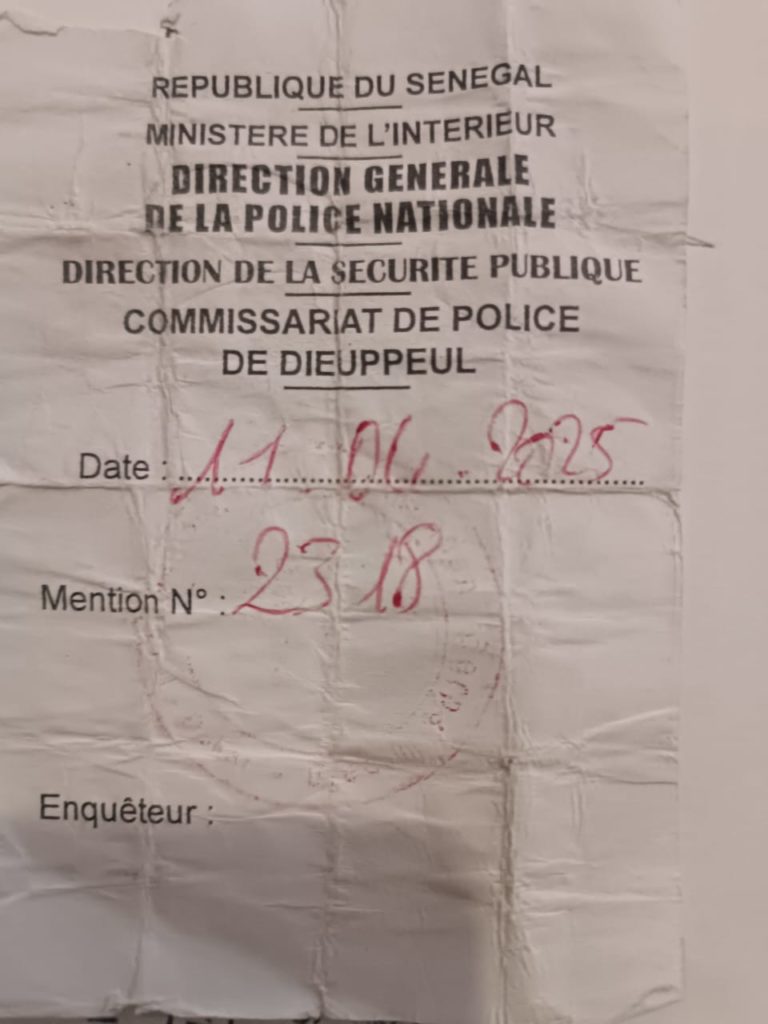 REPUBLIQUE DU SENEGAL
MINISTERE DE L'INTERIEUR
DIRECTION GENERALE
DE LA POLICE NATIONALE
DIRECTION DE LA SECURITE PUBLIQUE
COMMISSARIAT DE POLICE
DE DIEUPPEUL
Date : 11.04.2025
Mention N° : 2318
Enquêteur :